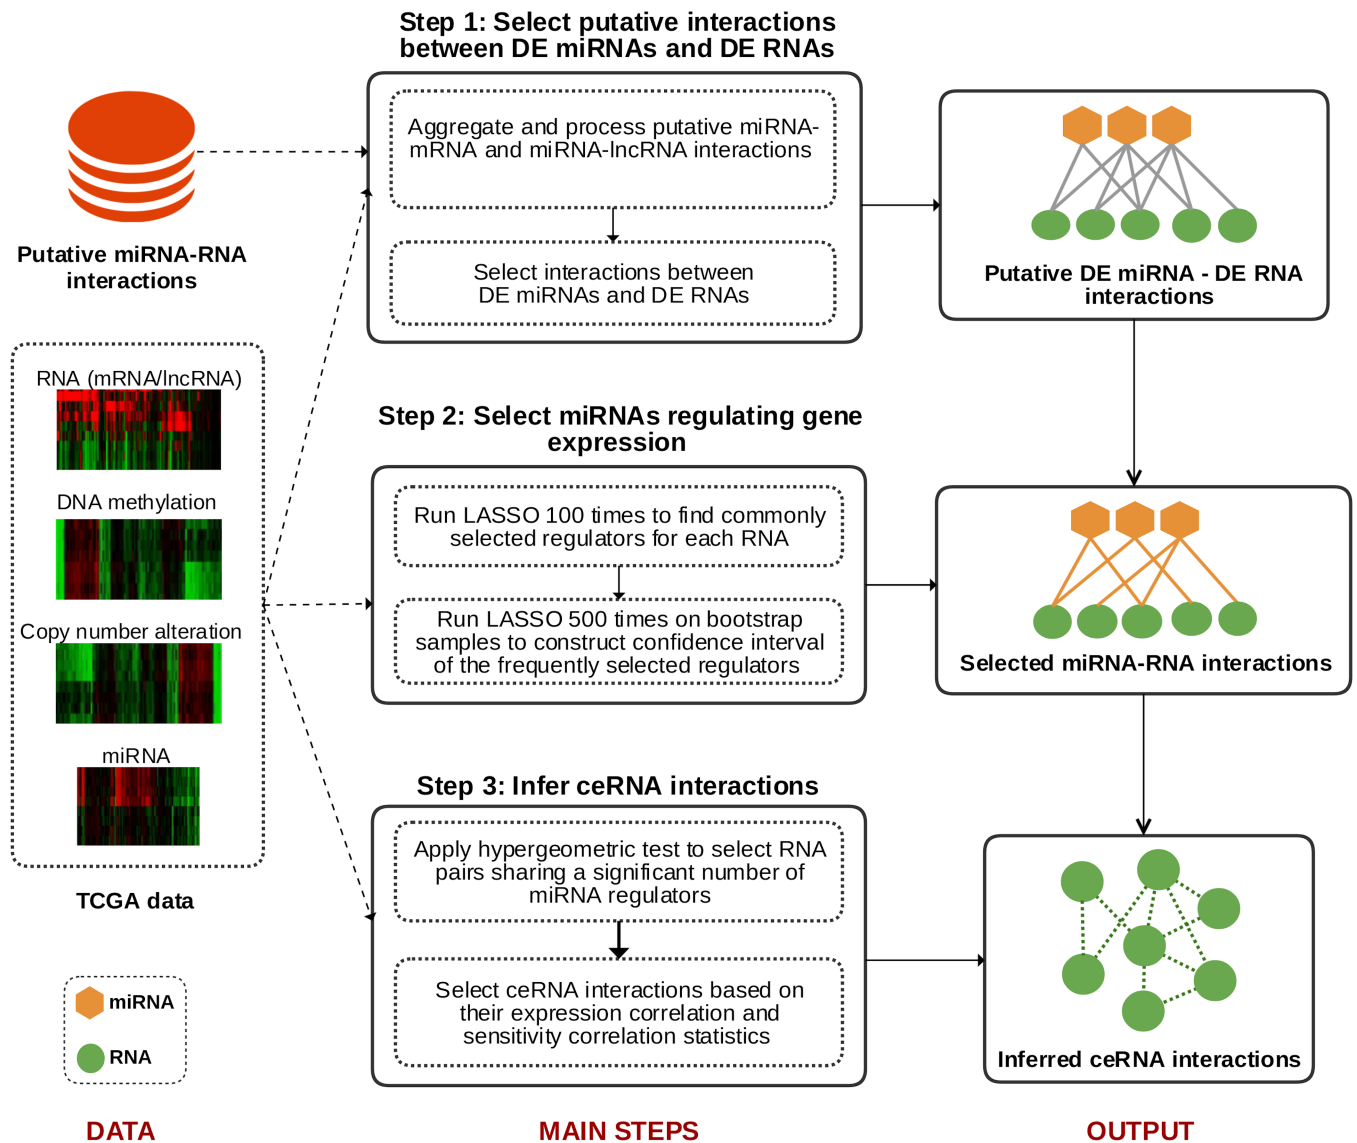 Step 1: Select putative interactions
between DE miRNAs and DE RNAs
Aggregate and process putative miRNA-
mRNA and miRNA-lncRNA interactions
Select interactions between
DE miRNAs and DE RNAs
Putative miRNA-RNA
interactions
Putative DE miRNA - DE RNA
interactions
RNA (mRNA/lncRNA)
DNA methylation
Copy number alteration
miRNA
TCGA data
Step 2: Select miRNAs regulating gene
expression
Run LASSO 100 times to find commonly
selected regulators for each RNA
Run LASSO 500 times on bootstrap
samples to construct confidence interval
of the frequently selected regulators
Selected miRNA-RNA interactions
Step 3: Infer ceRNA interactions
Apply hypergeometric test to select RNA
pairs sharing a significant number of
miRNA regulators
Select ceRNA interactions based on
their expression correlation and
sensitivity correlation statistics
Inferred ceRNA interactions
miRNA
RNA
DATA
MAIN STEPS
OUTPUT